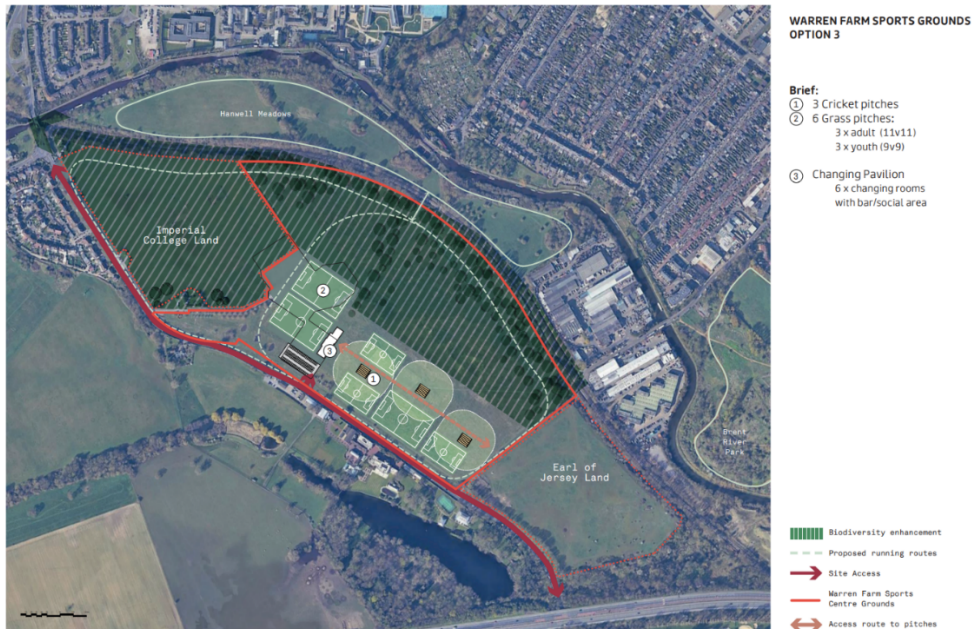 WARREN FARM SPORTS GROUNDS
OPTION 3
Brief:
1 3 Cricket pitches
2 6 Grass pitches:
3 x adult (11v11)
3 x youth (9v9)
3 Changing Pavilion
6 x changing rooms
with bar/social area
Hanwell Meadows
Imperial
College Land
2
3
1
Earl of
Jersey Land
Brent
River
Park
Biodiversity enhancement
Proposed running routes
Site Access
Warren Farm Sports
Centre Grounds
Access route to pitches